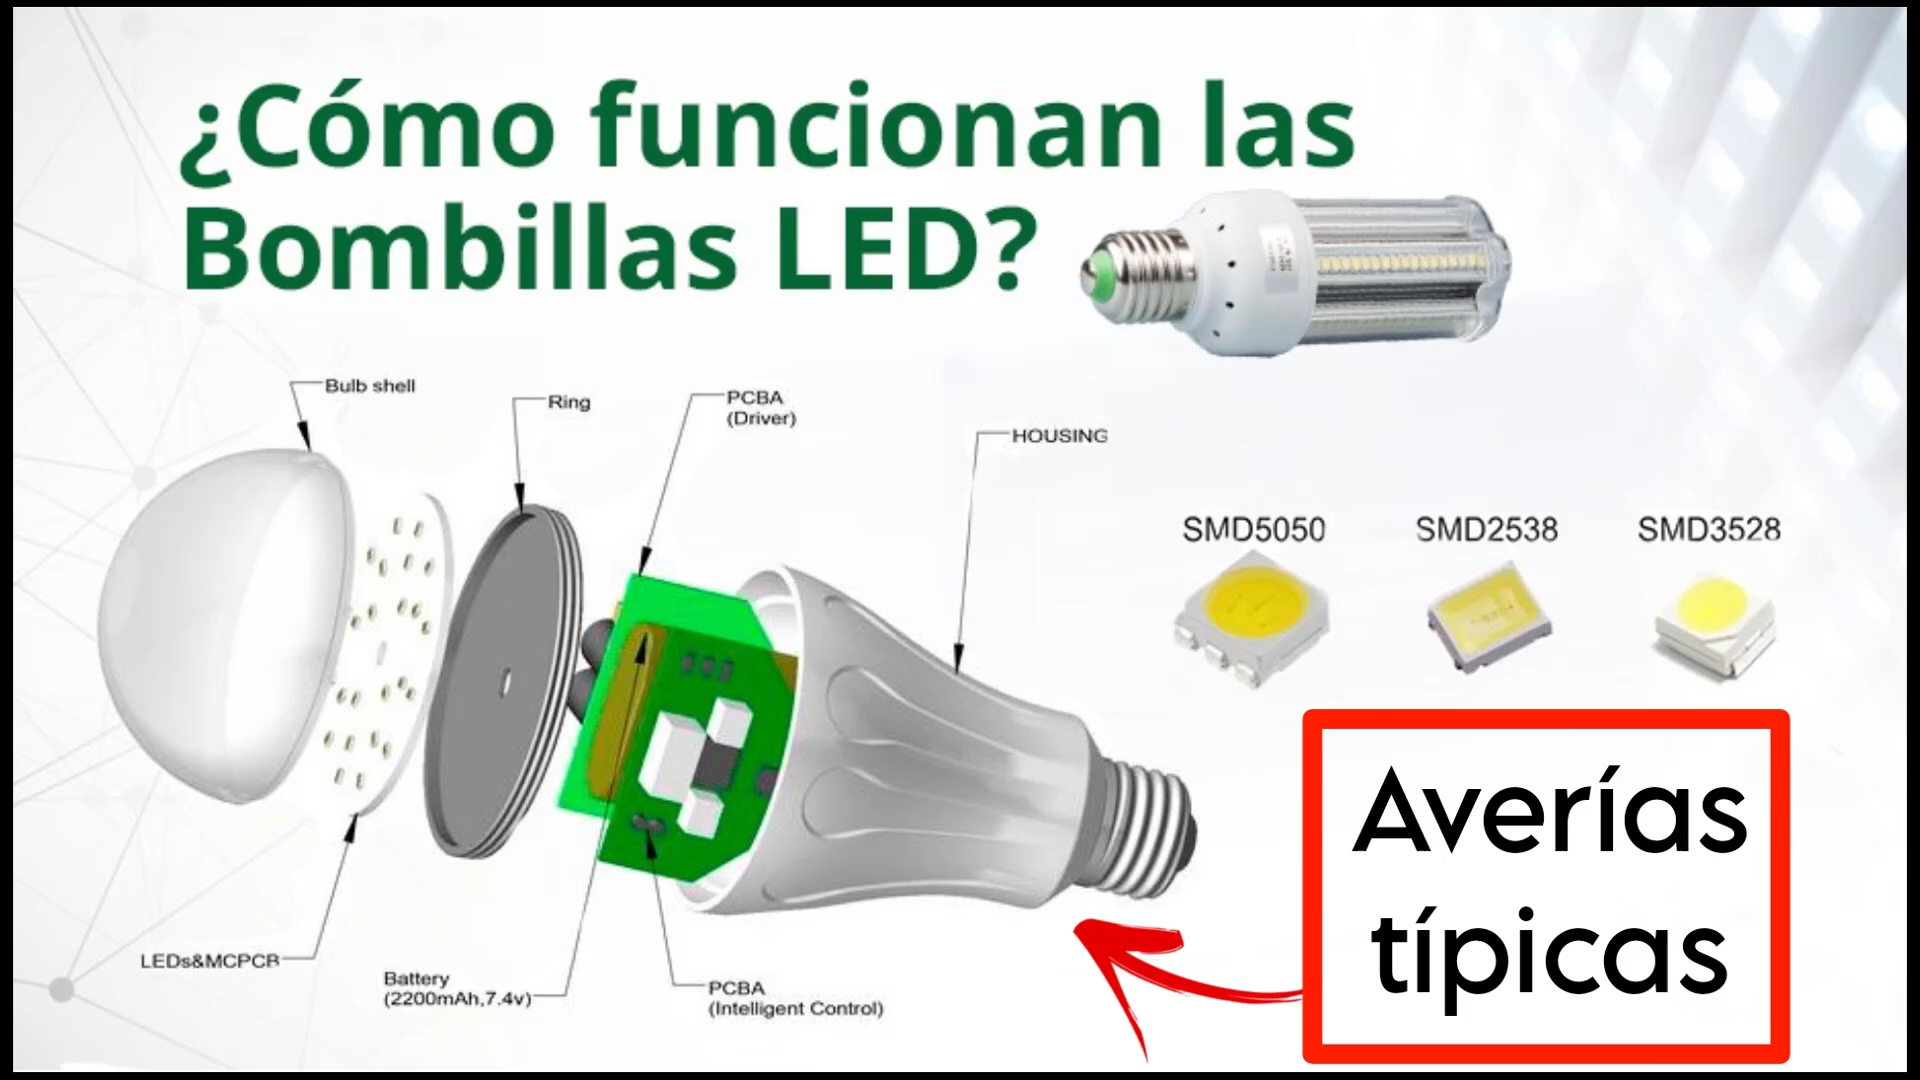 ¿Cómo funcionan las
Bombillas LED?
Bulb shell
Ring
PCBA
(Driver)
HOUSING
SMD5050
SMD2538
SMD3528
Averías
típicas
LEDs&MCPCB
Battery
(2200mAh,7.4v)
PCBA
(Intelligent Control)